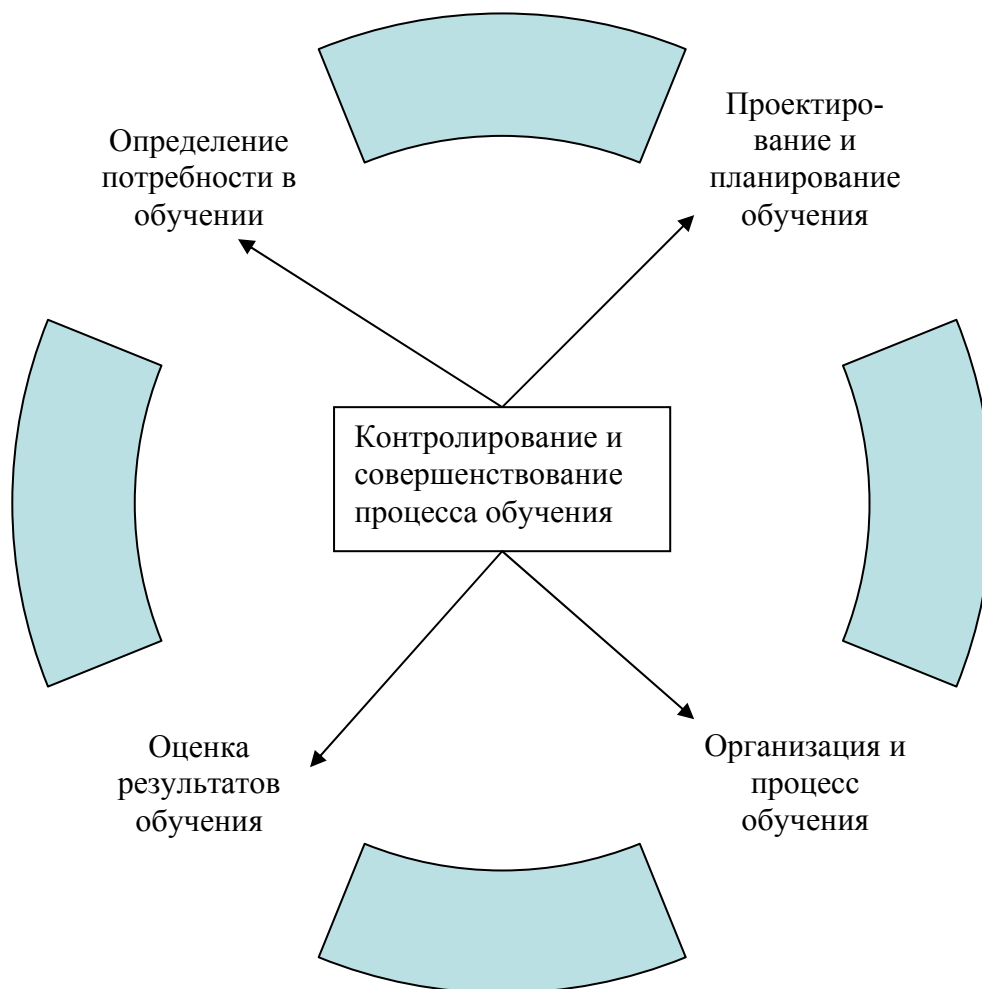 Определение
потребности в
обучении
Проектиро-
вание и
планирование
обучения
Контролирование и
совершенствование
процесса обучения
Оценка
результатов
обучения
Организация и
процесс
обучения